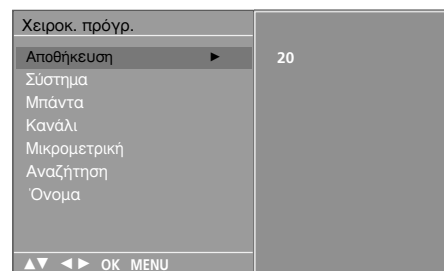 Χειροκ. πρόγρ.
Αποθήκευση ► 20
Σύστημα
Μπάντα
Κανάλι
Μικρομετρική
Αναζήτηση
Όνομα
▲▼ ◄► OK MENU